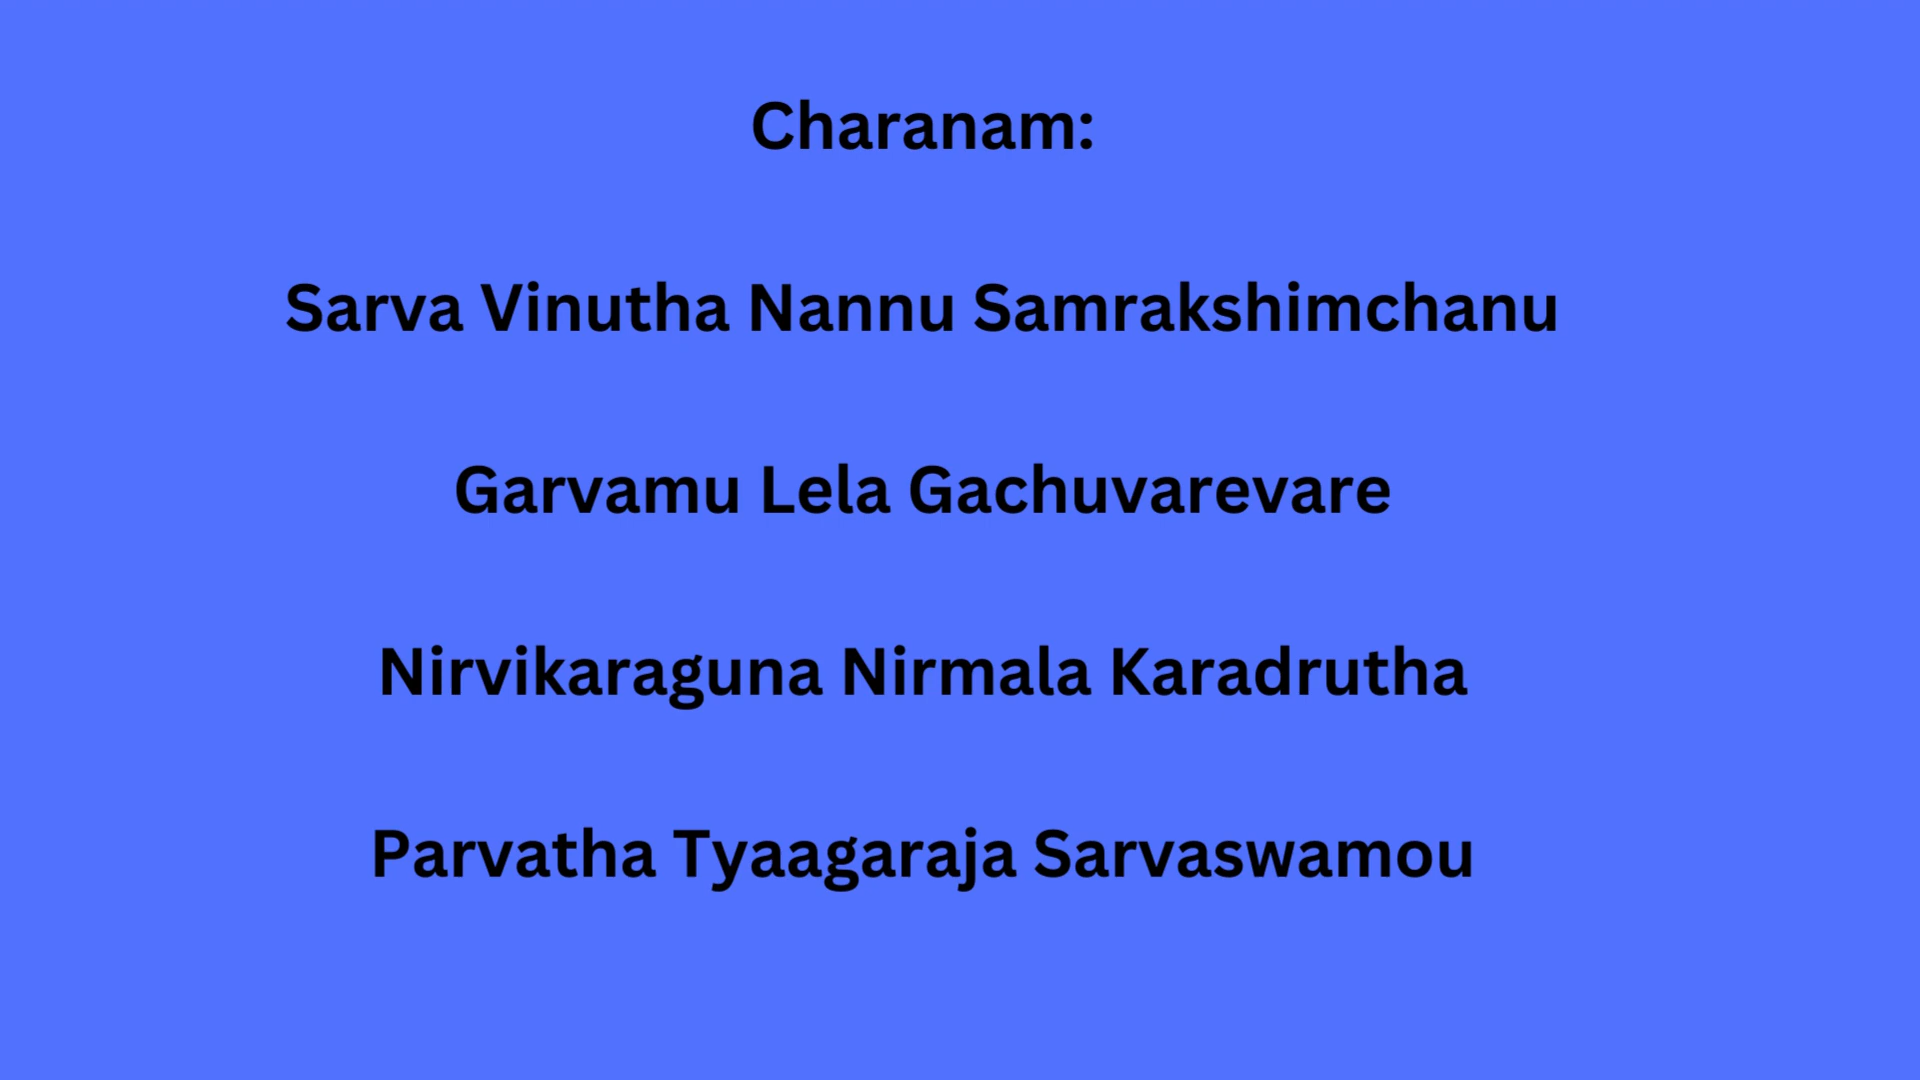 Charanam:
Sarva Vinutha Nannu Samrakshimchanu
Garvamu Lela Gachuvarevare
Nirvikaraguna Nirmala Karadrutha
Parvatha Tyaagaraja Sarvaswamou